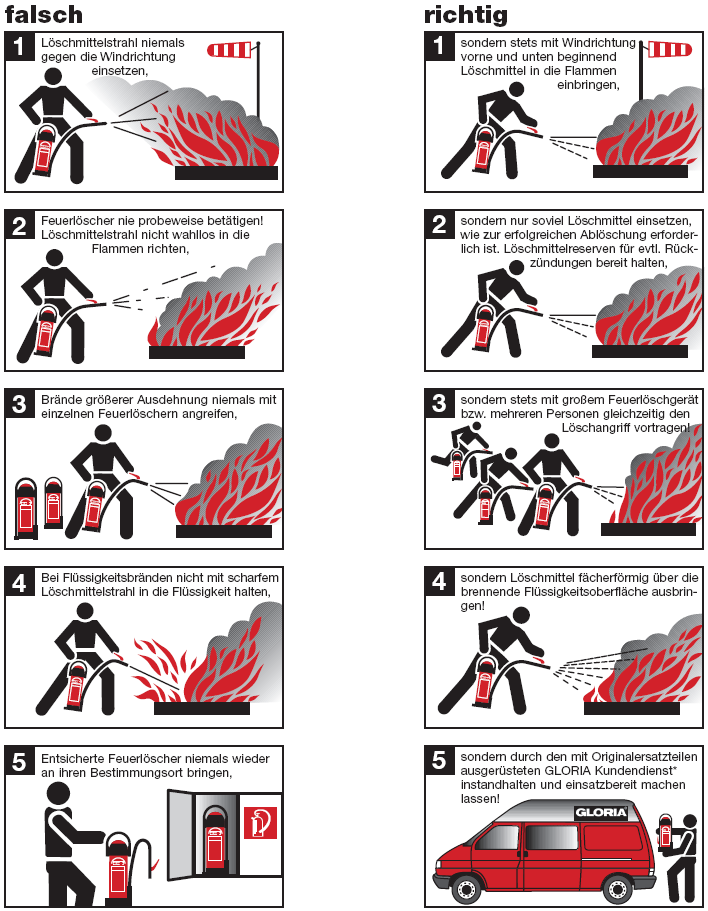 falsch
1
Löschmittelstrahl niemals
gegen die Windrichtung
einsetzen,
2
Feuerlöscher nie probeweise betätigen!
Löschmittelstrahl nicht wahllos in die
Flammen richten,
3
Brände größerer Ausdehnung niemals mit
einzelnen Feuerlöschern angreifen,
4
Bei Flüssigkeitsbränden nicht mit scharfem
Löschmittelstrahl in die Flüssigkeit halten,
5
Entsicherte Feuerlöscher niemals wieder
an ihren Bestimmungsort bringen,
richtig
1
sondern stets mit Windrichtung
vorne und unten beginnend
Löschmittel in die Flammen
einbringen,
2
sondern nur soviel Löschmittel einsetzen,
wie zur erfolgreichen Ablöschung erforder-
lich ist. Löschmittelreserven für evtl. Rück-
zündungen bereit halten,
3
sondern stets mit großem Feuerlöschgerät
bzw. mehreren Personen gleichzeitig den
Löschangriff vortragen!
4
sondern Löschmittel fächerförmig über die
brennende Flüssigkeitsoberfläche ausbrin-
gen!
5
sondern durch den mit Originalersatzteilen
ausgerüsteten GLORIA Kundendienst*
instandhalten und einsatzbereit machen
lassen!
GLORIA